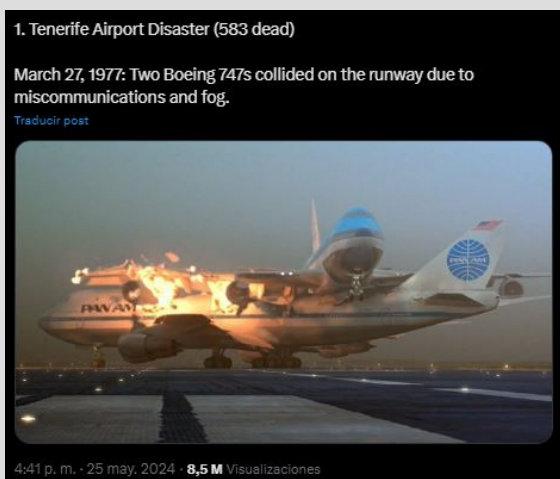 1. Tenerife Airport Disaster (583 dead)
March 27, 1977: Two Boeing 747s collided on the runway due to
miscommunications and fog.
Traducir post
PAN AM
PAN AM
4:41 p. m. · 25 may. 2024 · 8,5 M Visualizaciones